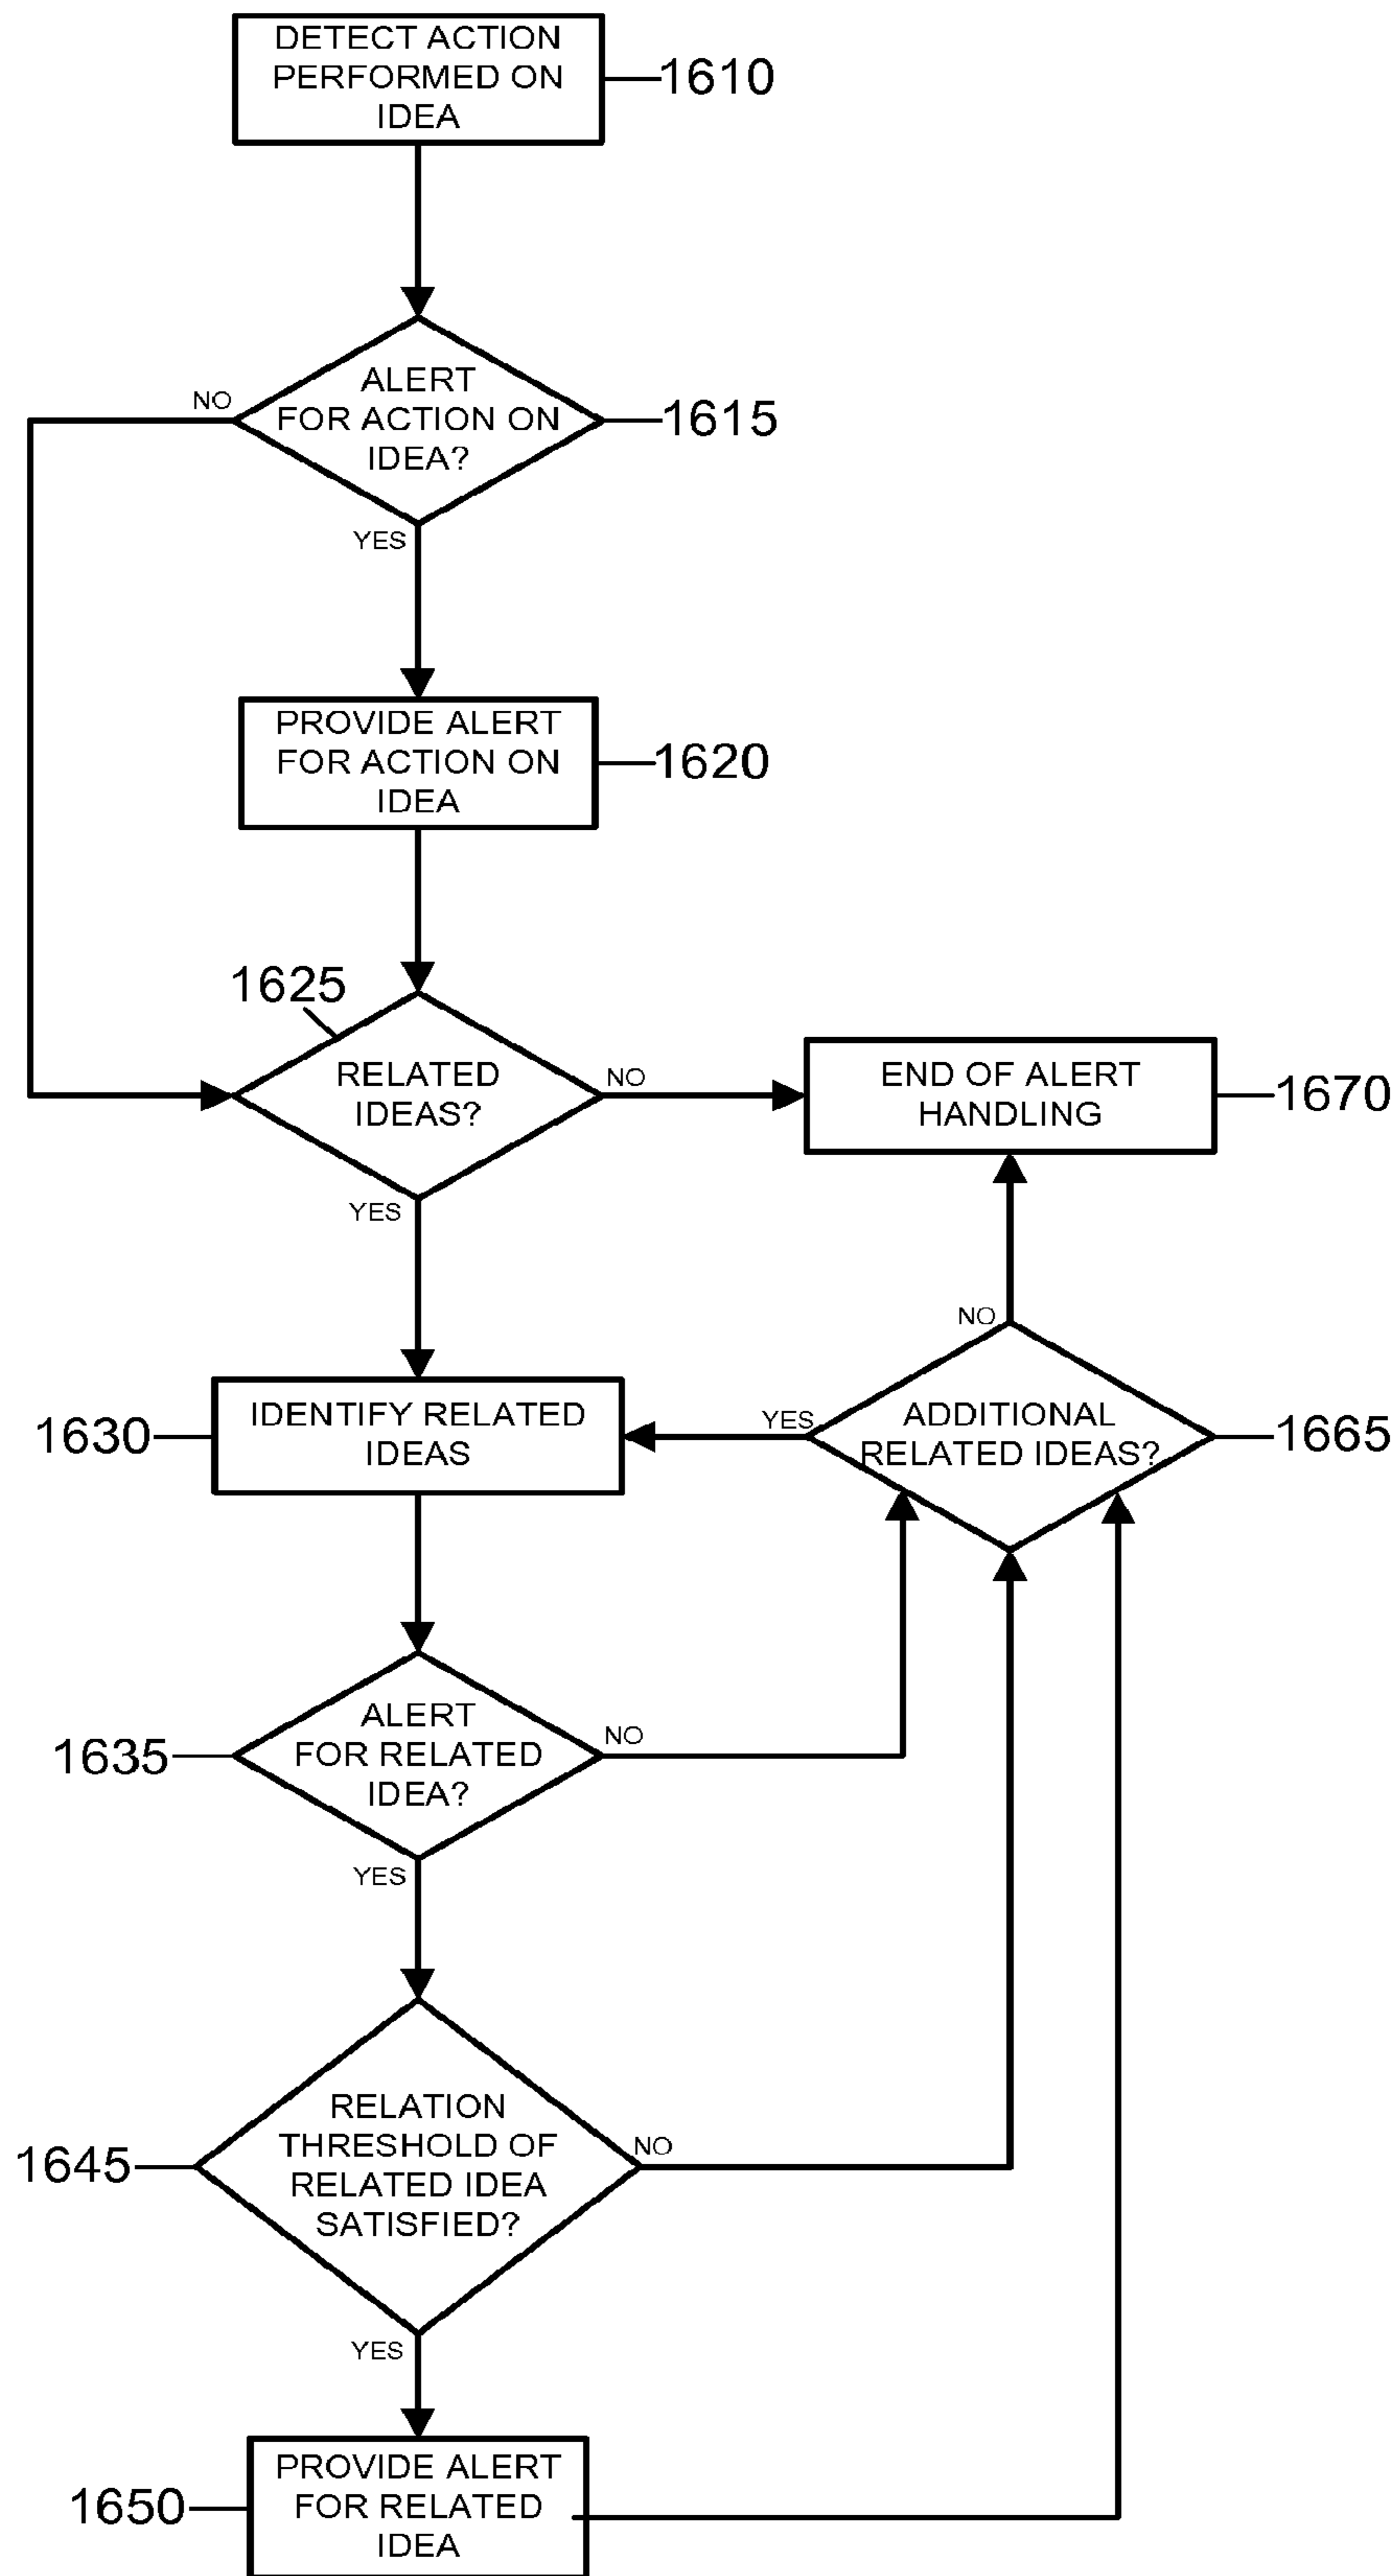 DETECT ACTION
PERFORMED ON
IDEA
1610
ALERT
FOR ACTION ON
IDEA?
1615
NO
YES
PROVIDE ALERT
FOR ACTION ON
IDEA
1620
1625
RELATED
IDEAS?
NO
YES
END OF ALERT
HANDLING
1670
NO
IDENTIFY RELATED
IDEAS
1630
YES
ADDITIONAL
RELATED IDEAS?
1665
ALERT
FOR RELATED
IDEA?
1635
NO
YES
RELATION
THRESHOLD OF
RELATED IDEA
SATISFIED?
1645
NO
YES
PROVIDE ALERT
FOR RELATED
IDEA
1650